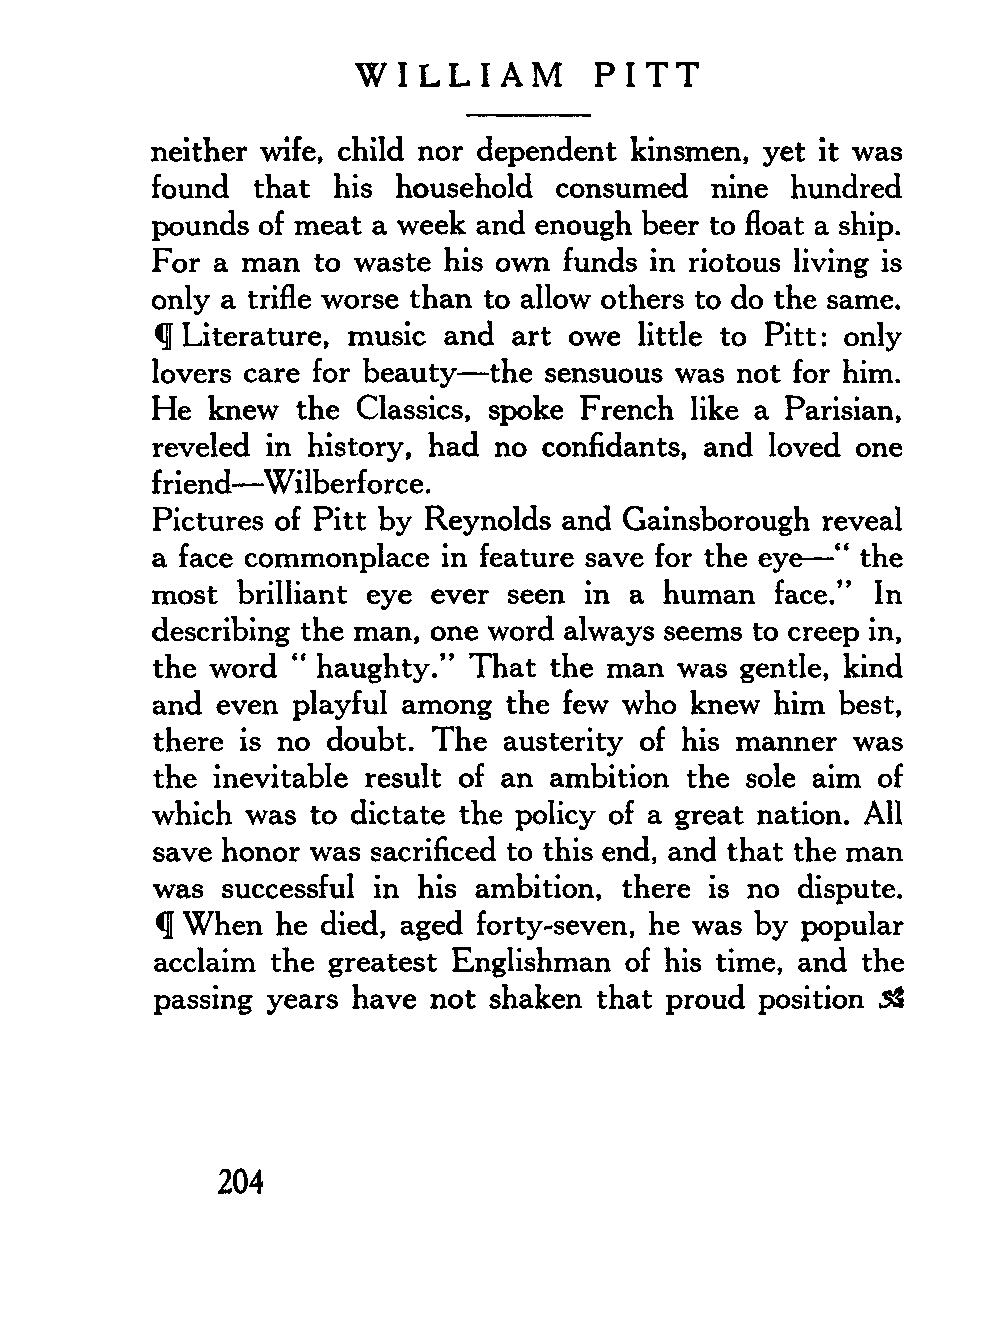 WILLIAM PITT
neither wife, child nor dependent kinsmen, yet it was
found that his household consumed nine hundred
pounds of meat a week and enough beer to float a ship.
For a man to waste his own funds in riotous living is
only a trifle worse than to allow others to do the same.
¶ Literature, music and art owe little to Pitt: only
lovers care for beauty—the sensuous was not for him.
He knew the Classics, spoke French like a Parisian,
reveled in history, had no confidants, and loved one
friend—Wilberforce.
Pictures of Pitt by Reynolds and Gainsborough reveal
a face commonplace in feature save for the eye—“ the
most brilliant eye ever seen in a human face.” In
describing the man, one word always seems to creep in,
the word “ haughty.” That the man was gentle, kind
and even playful among the few who knew him best,
there is no doubt. The austerity of his manner was
the inevitable result of an ambition the sole aim of
which was to dictate the policy of a great nation. All
save honor was sacrificed to this end, and that the man
was successful in his ambition, there is no dispute.
¶ When he died, aged forty-seven, he was by popular
acclaim the greatest Englishman of his time, and the
passing years have not shaken that proud position
204